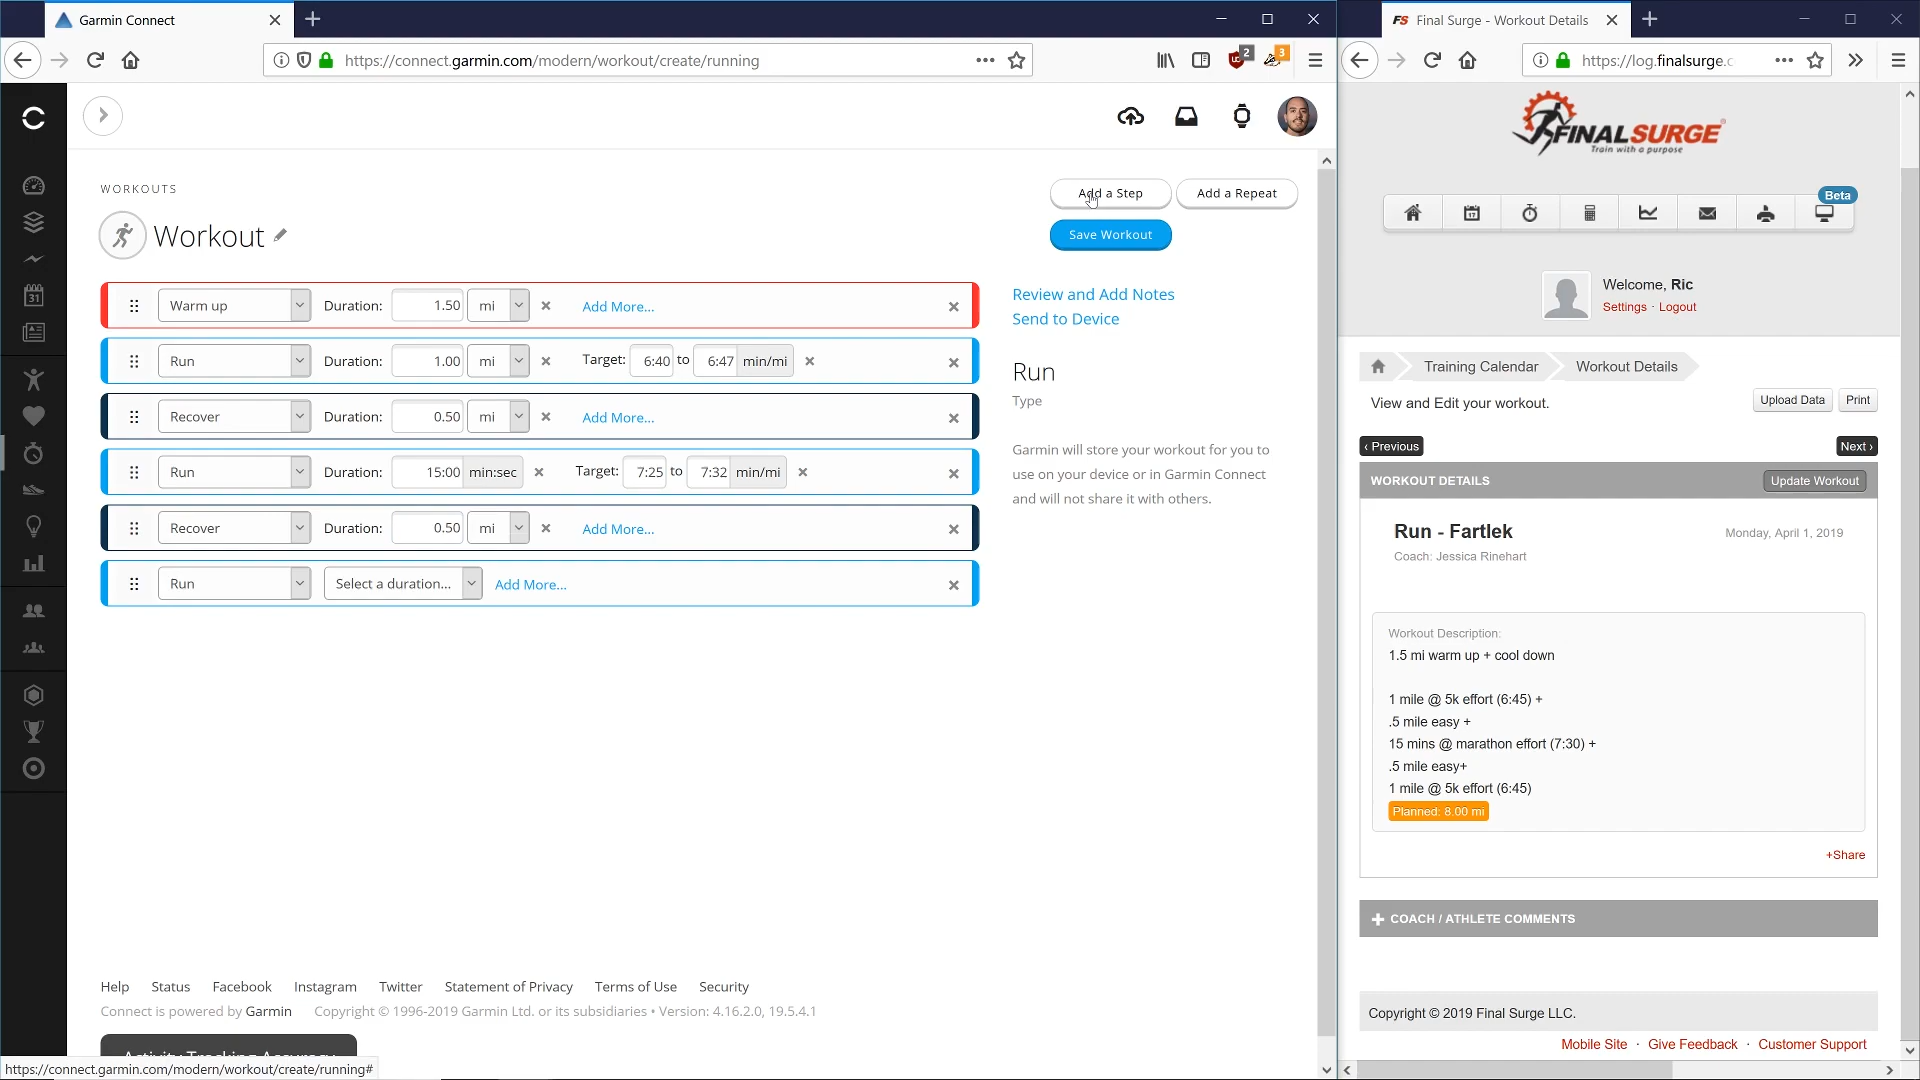 Garmin Connect
https://connect.garmin.com/modern/workout/create/running
2
3
31
WORKOUTS
Workout
Add a Step
Add a Repeat
Save Workout
Warm up Duration: 1.50 mi Add More...
Run Duration: 1.00 mi Target: 6:40 to 6:47 min/mi
Recover Duration: 0.50 mi Add More...
Run Duration: 15:00 min:sec Target: 7:25 to 7:32 min/mi
Recover Duration: 0.50 mi Add More...
Run Select a duration... Add More...
Review and Add Notes
Send to Device
Run
Type
Garmin will store your workout for you to
use on your device or in Garmin Connect
and will not share it with others.
Help Status Facebook Instagram Twitter Statement of Privacy Terms of Use Security
Connect is powered by Garmin Copyright © 1996-2019 Garmin Ltd. or its subsidiaries • Version: 4.16.2.0, 19.5.4.1
Activity Tracking Accuracy
https://connect.garmin.com/modern/workout/create/running#
FS Final Surge - Workout Details
https://log.finalsurge.c
FINALSURGE®
Train with a purpose
17
Beta
Welcome, Ric
Settings · Logout
Training Calendar
Workout Details
View and Edit your workout.
Upload Data
Print
‹ Previous
Next ›
WORKOUT DETAILS
Update Workout
Run - Fartlek
Monday, April 1, 2019
Coach: Jessica Rinehart
Workout Description:
1.5 mi warm up + cool down
1 mile @ 5k effort (6:45) +
.5 mile easy +
15 mins @ marathon effort (7:30) +
.5 mile easy+
1 mile @ 5k effort (6:45)
Planned: 8.00 mi
+Share
COACH / ATHLETE COMMENTS
Copyright © 2019 Final Surge LLC.
Mobile Site · Give Feedback · Customer Support